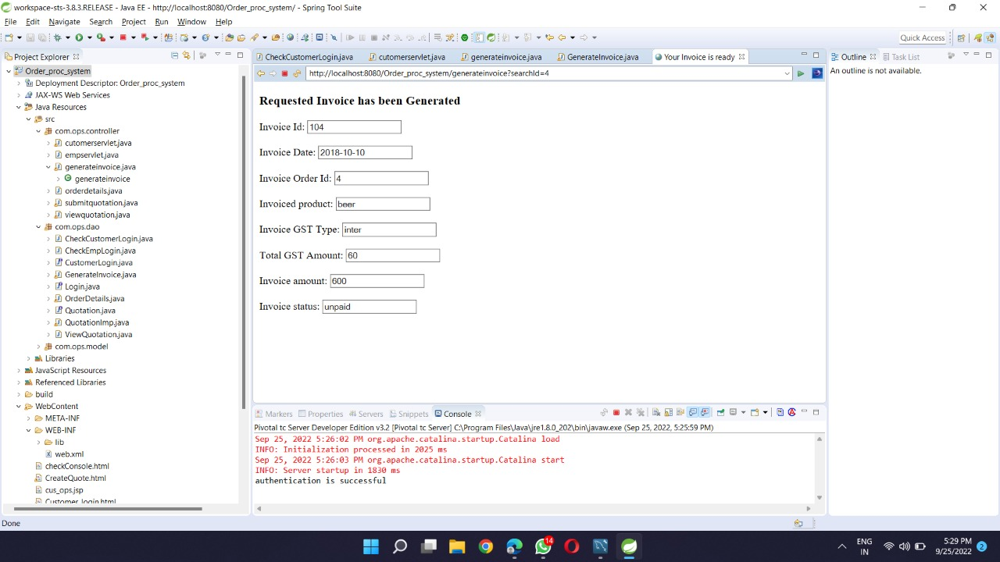 workspace-sts-3.8.3.RELEASE - Java EE - http://localhost:8080/Order_proc_system/ - Spring Tool Suite
File Edit Navigate Search Project Run Window Help
Quick Access
Project Explorer
Order_proc_system
Deployment Descriptor: Order_proc_system
JAX-WS Web Services
Java Resources
src
com.ops.controller
cutomerservlet.java
empservlet.java
generateinvoice.java
generateinvoice
orderdetails.java
submitquotation.java
viewquotation.java
com.ops.dao
CheckCustomerLogin.java
CheckEmpLogin.java
CustomerLogin.java
GenerateInvoice.java
Login.java
OrderDetails.java
Quotation.java
QuotationImp.java
ViewQuotation.java
com.ops.model
Libraries
JavaScript Resources
Referenced Libraries
build
WebContent
META-INF
WEB-INF
lib
web.xml
checkConsole.html
CreateQuote.html
cus_ops.jsp
Customer_login.html
CheckCustomerLogin.java cutomerservlet.java generateinvoice.java GenerateInvoice.java Your Invoice is ready
http://localhost:8080/Order_proc_system/generateinvoice?searchId=4
Requested Invoice has been Generated
Invoice Id: 104
Invoice Date: 2018-10-10
Invoice Order Id: 4
Invoiced product: beer
Invoice GST Type: inter
Total GST Amount: 60
Invoice amount: 600
Invoice status: unpaid
Markers Properties Servers Snippets Console
Pivotal tc Server Developer Edition v3.2 [Pivotal tc Server] C:\Program Files\Java\jre1.8.0_202\bin\javaw.exe (Sep 25, 2022, 5:25:59 PM)
Sep 25, 2022 5:26:02 PM org.apache.catalina.startup.Catalina load
INFO: Initialization processed in 2025 ms
Sep 25, 2022 5:26:03 PM org.apache.catalina.startup.Catalina start
INFO: Server startup in 1830 ms
authentication is successful
Outline Task List
An outline is not available.
Done
14
ENG
IN
5:29 PM
9/25/2022
2